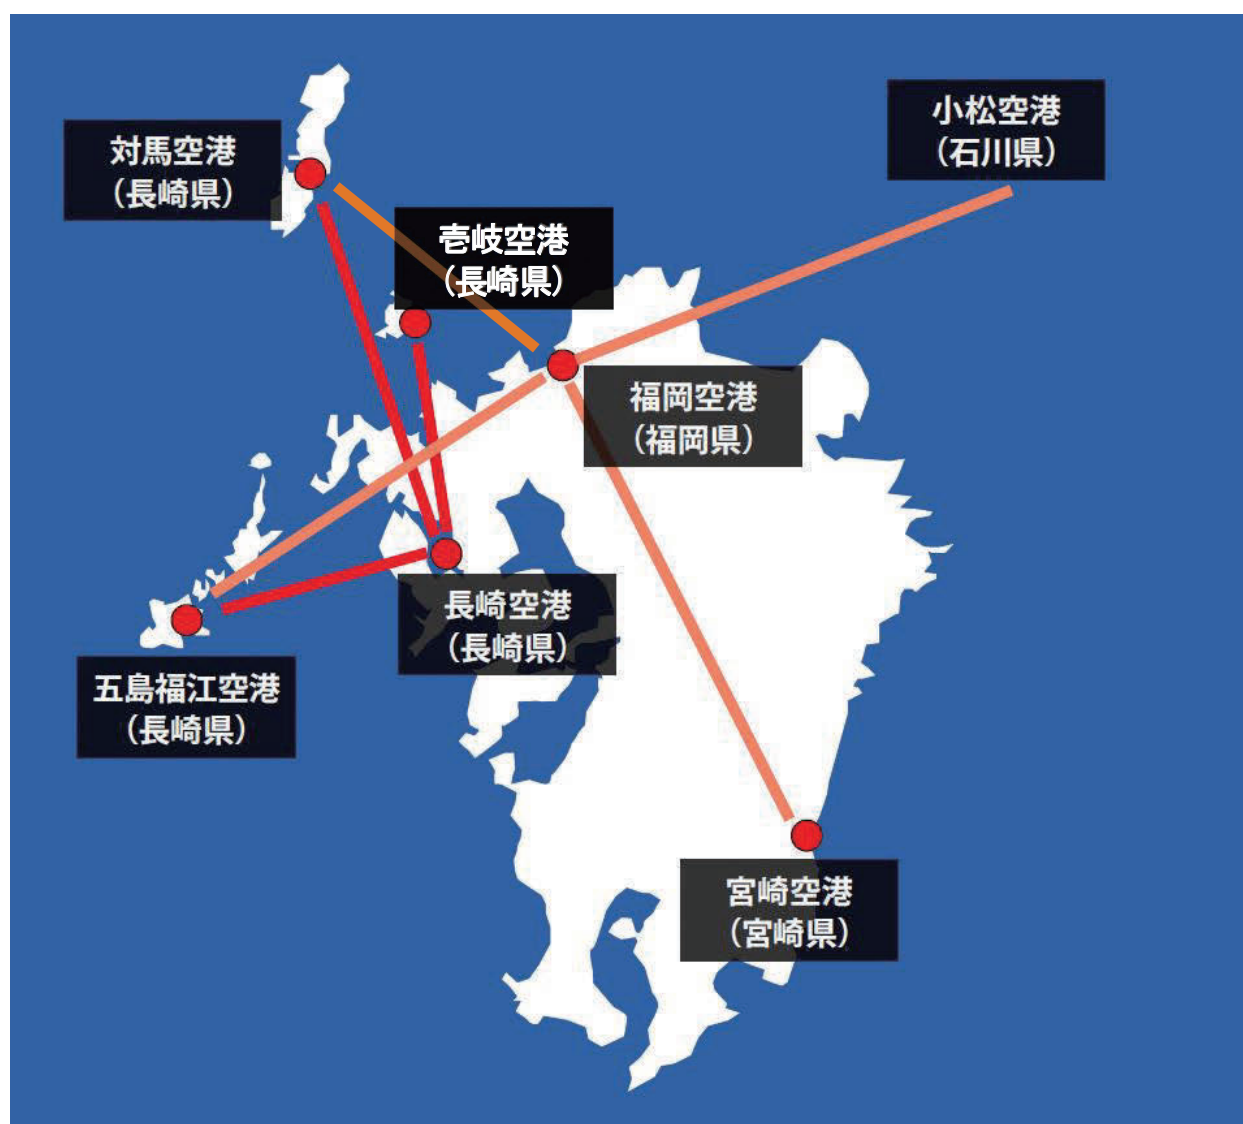 小松空港
（石川県）
対馬空港
（長崎県）
壱岐空港
（長崎県）
福岡空港
（福岡県）
長崎空港
（長崎県）
五島福江空港
（長崎県）
宮崎空港
（宮崎県）